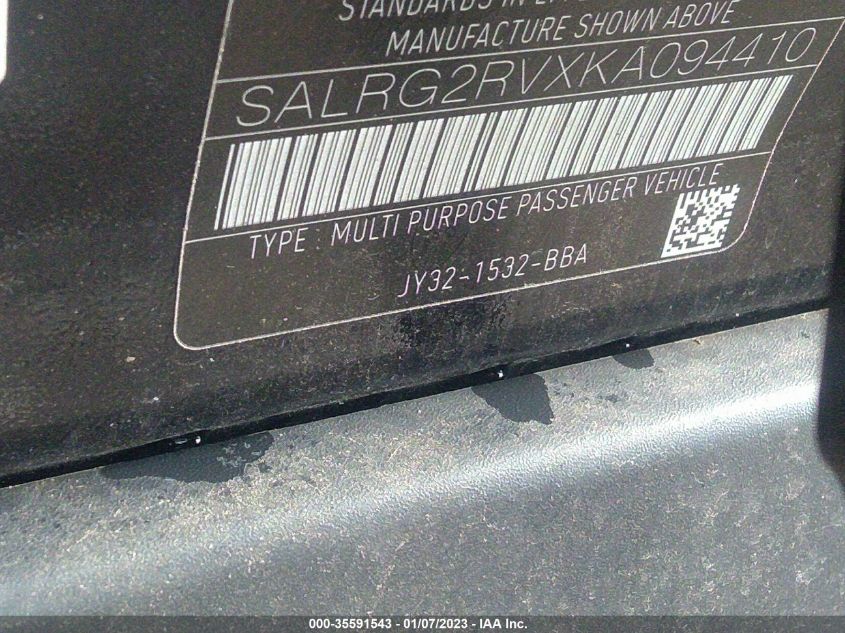 STANDARDS IN
MANUFACTURE SHOWN ABOVE
SALRG2RVXKA094410
TYPE : MULTI PURPOSE PASSENGER VEHICLE
JY32-1532-BBA
000-35591543 - 01/07/2023 - IAA Inc.